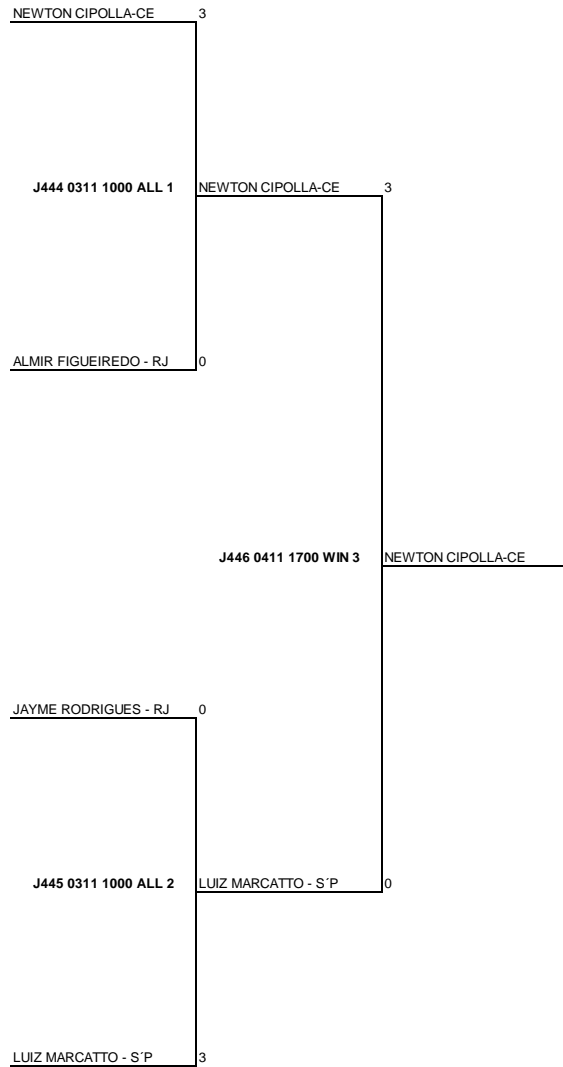 NEWTON CIPOLLA-CE 3
J444 0311 1000 ALL 1 NEWTON CIPOLLA-CE 3
ALMIR FIGUEIREDO - RJ 0
J446 0411 1700 WIN 3 NEWTON CIPOLLA-CE
JAYME RODRIGUES - RJ 0
J445 0311 1000 ALL 2 LUIZ MARCATTO - S´P 0
LUIZ MARCATTO - S´P 3